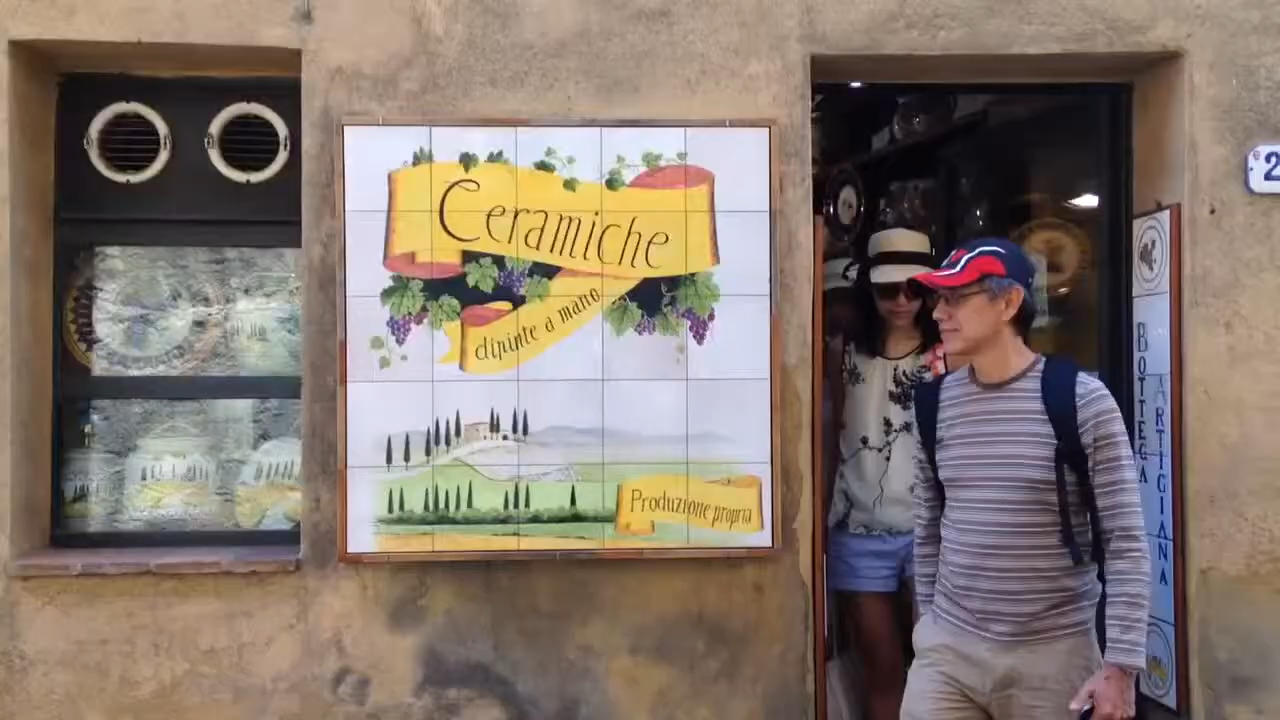 Ceramiche
dipinte a mano
Produzione propria
BOTTEGA
ARTIGIANA
2